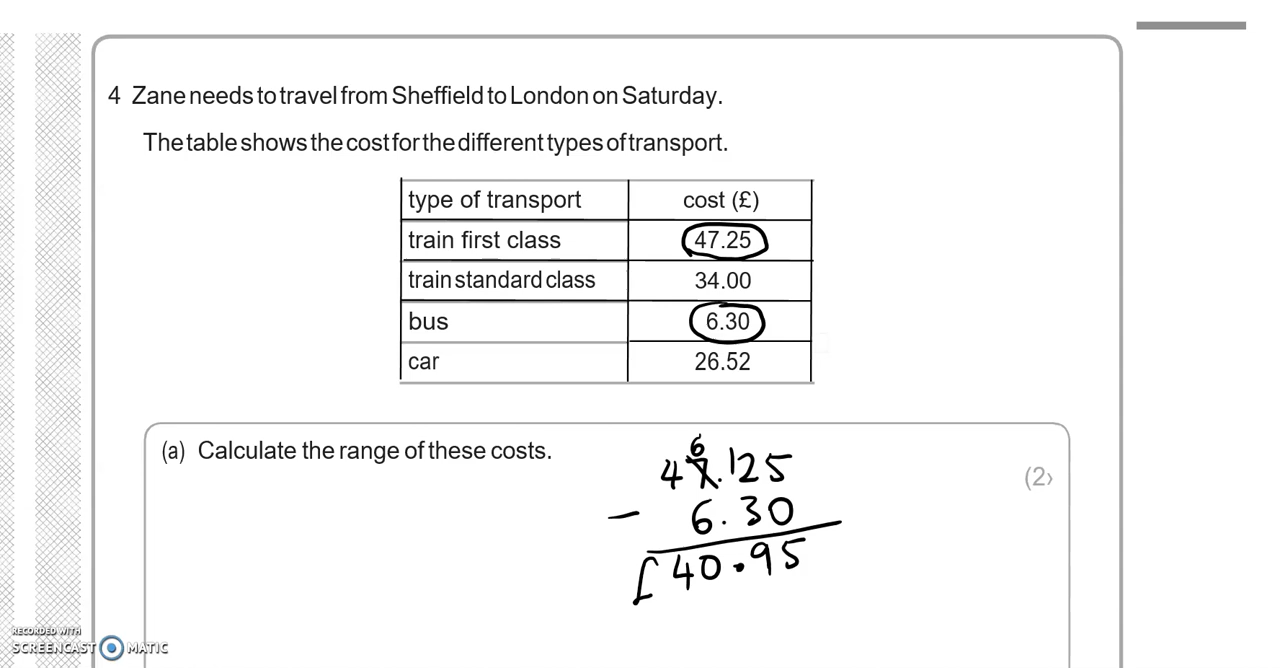 4 Zane needs to travel from Sheffield to London on Saturday.
The table shows the cost for the different types of transport.
type of transport cost (£)
train first class 47.25
train standard class 34.00
bus 6.30
car 26.52
(a) Calculate the range of these costs.
(2)
6
47.125
- 6.30
£40.95
RECORDED WITH
SCREENCAST MATIC